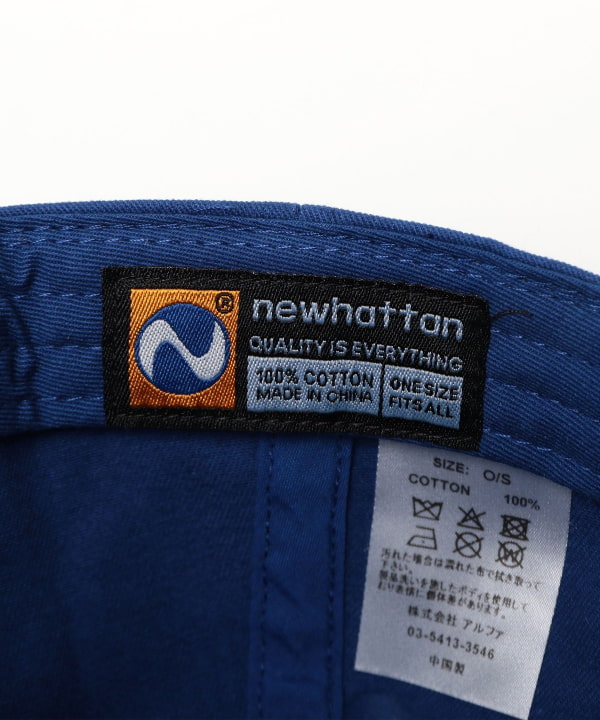 ®
newhattan
QUALITY IS EVERYTHING
100% COTTON
MADE IN CHINA
ONE SIZE
FITS ALL
SIZE: O/S
COTTON 100%
汚れた場合は濡れた布で拭き取って
下さい。
製品洗いを施したボディを使用して
おり表情に個体差があります。
株式会社 アルファ
03-5413-3546
中国製